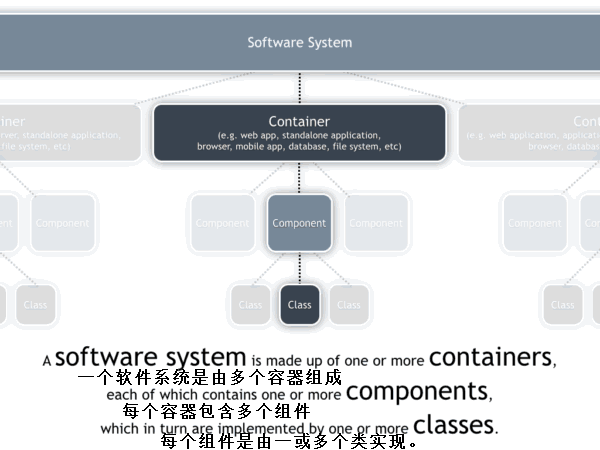 Software System
iner
Container
Cont
rver, standalone application,
file system, etc)
(e.g. web app, standalone application,
browser, mobile app, database, file system, etc)
(e.g. web application, applicati
browser, databas
nent
Component
Component
Component
Component
Component
Com
Class
Class
Class
Class
Class
A software system is made up of one or more containers,
一个软件系统是由多个容器组成
each of which contains one or more components,
每个容器包含多个组件
which in turn are implemented by one or more classes.
每个组件是由一或多个类实现。